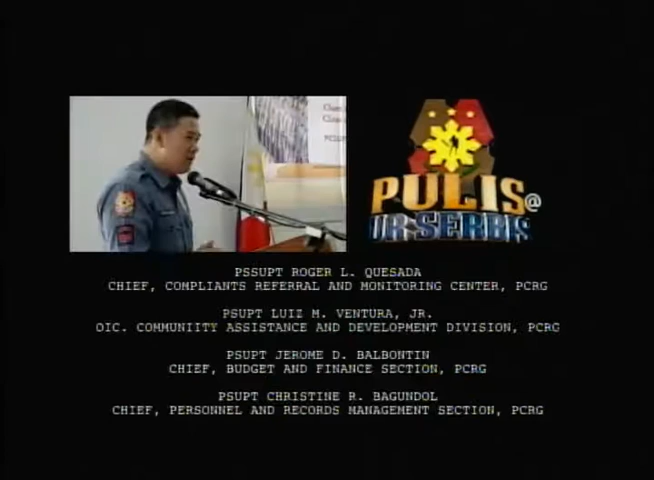 PULIS@
UR SERBIS
PSSUPT ROGER L. QUESADA
CHIEF, COMPLIANTS REFERRAL AND MONITORING CENTER, PCRG
PSUPT LUIZ M. VENTURA, JR.
OIC. COMMUNIITY ASSISTANCE AND DEVELOPMENT DIVISION, PCRG
PSUPT JEROME D. BALBONTIN
CHIEF, BUDGET AND FINANCE SECTION, PCRG
PSUPT CHRISTINE R. BAGUNDOL
CHIEF, PERSONNEL AND RECORDS MANAGEMENT SECTION, PCRG